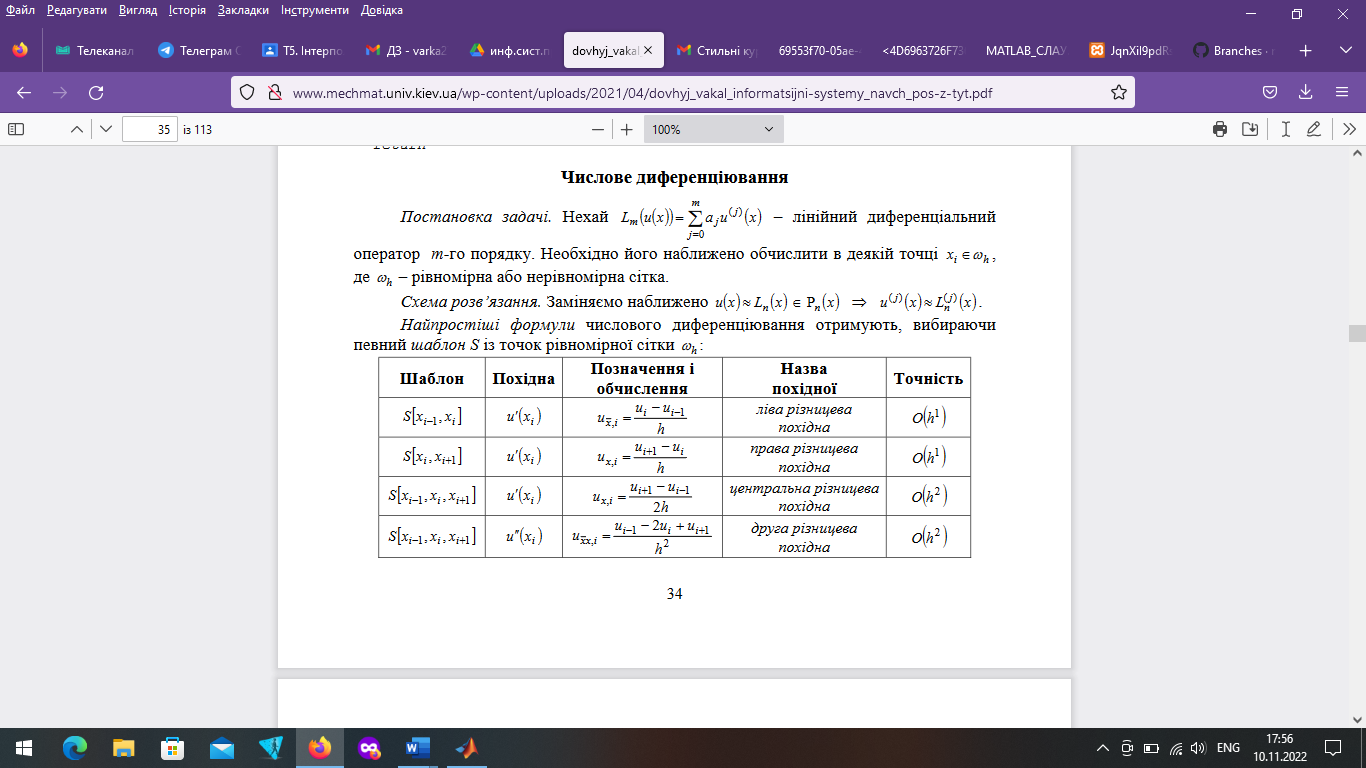 Файл Редагувати Вигляд Історія Закладки Інструменти Довідка
Телеканал Телеграм T5. Інтерпо ДЗ - varka2 инф.сист. dovhyj_vakal Стильні ку 69553f70-05ae- <4D6963726F73 MATLAB_СЛАУ JqnXil9pdR Branches ·
www.mechmat.univ.kiev.ua/wp-content/uploads/2021/04/dovhyj_vakal_informatsijni-systemy_navch_pos-z-tyt.pdf
35 із 113 100%
Числове диференціювання
Постановка задачі. Нехай L_m(u(x)) = ∑_{j=0}^{m} a_j u^{(j)}(x) – лінійний диференціальний
оператор m-го порядку. Необхідно його наближено обчислити в деякій точці x_i ∈ ω_h,
де ω_h – рівномірна або нерівномірна сітка.
Схема розв’язання. Заміняємо наближено u(x) ≈ L_n(x) ∈ P_n(x) ⇒ u^{(j)}(x) ≈ L_n^{(j)}(x).
Найпростіші формули числового диференціювання отримують, вибираючи
певний шаблон S із точок рівномірної сітки ω_h:
Шаблон Похідна Позначення і обчислення Назва похідної Точність
S[x_{i−1}, x_i] u′(x_i) u_{x̅,i} = (u_i − u_{i−1})/h ліва різницева похідна O(h^1)
S[x_i, x_{i+1}] u′(x_i) u_{x,i} = (u_{i+1} − u_i)/h права різницева похідна O(h^1)
S[x_{i−1}, x_i, x_{i+1}] u′(x_i) u_{x,i} = (u_{i+1} − u_{i−1})/2h центральна різницева похідна O(h^2)
S[x_{i−1}, x_i, x_{i+1}] u″(x_i) u_{x̅x,i} = (u_{i−1} − 2u_i + u_{i+1})/h^2 друга різницева похідна O(h^2)
34
ENG 17:56
10.11.2022